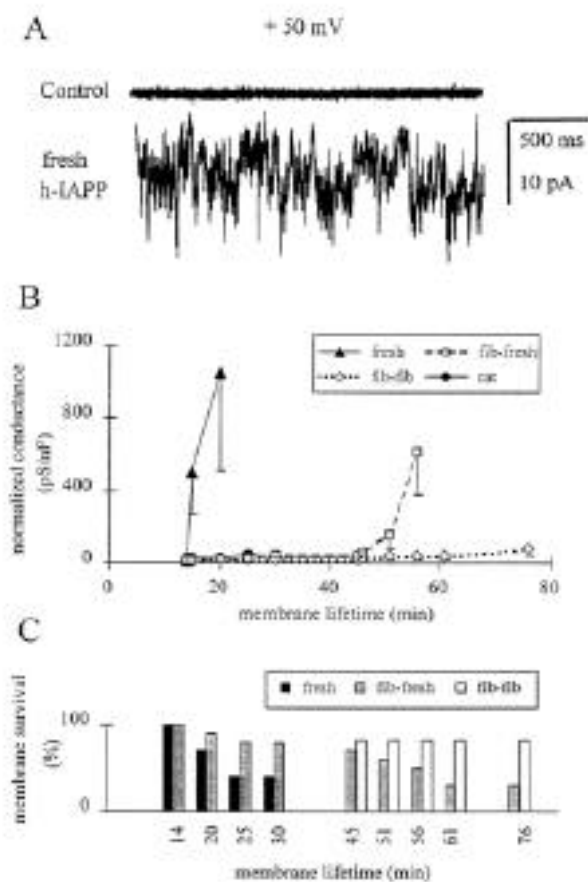 A
+ 50 mV
Control
fresh
h-IAPP
500 ms
10 pA
B
1200
800
400
0
normalized conductance
(pS/nF)
fresh
fib-fresh
fib-fib
rat
0 20 40 60 80
membrane lifetime (min)
C
fresh fib-fresh fib-fib
membrane survival
(%)
100
0
14 20 25 30 45 51 56 61 76
membrane lifetime (min)